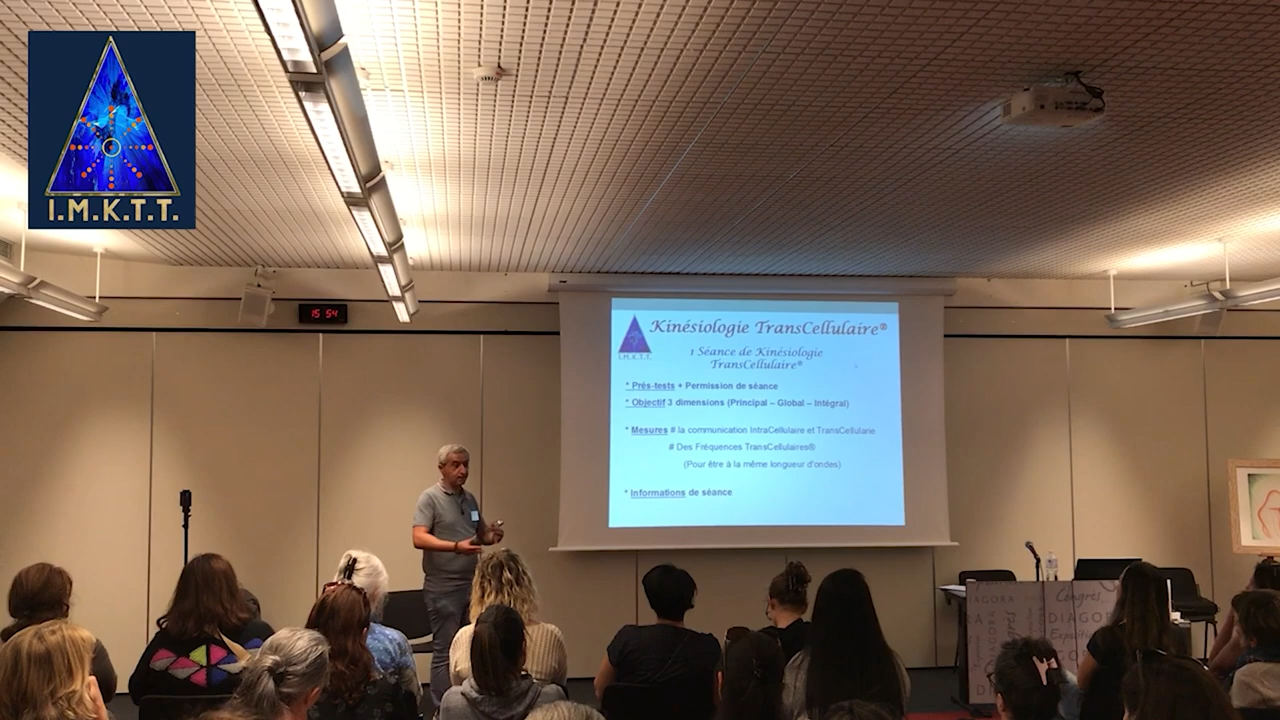 I.M.K.T.T.
15 54
Kinésiologie TransCellulaire®
I.M.K.T.T.
1 Séance de Kinésiologie
TransCellulaire®
* Prés-tests + Permission de séance
* Objectif 3 dimensions (Principal – Global – Intégral)
* Mesures # la communication IntraCellulaire et TransCellularie
# Des Fréquences TransCellulaires®
(Pour être à la même longueur d'ondes)
* Informations de séance
Congrès
DIAGORA